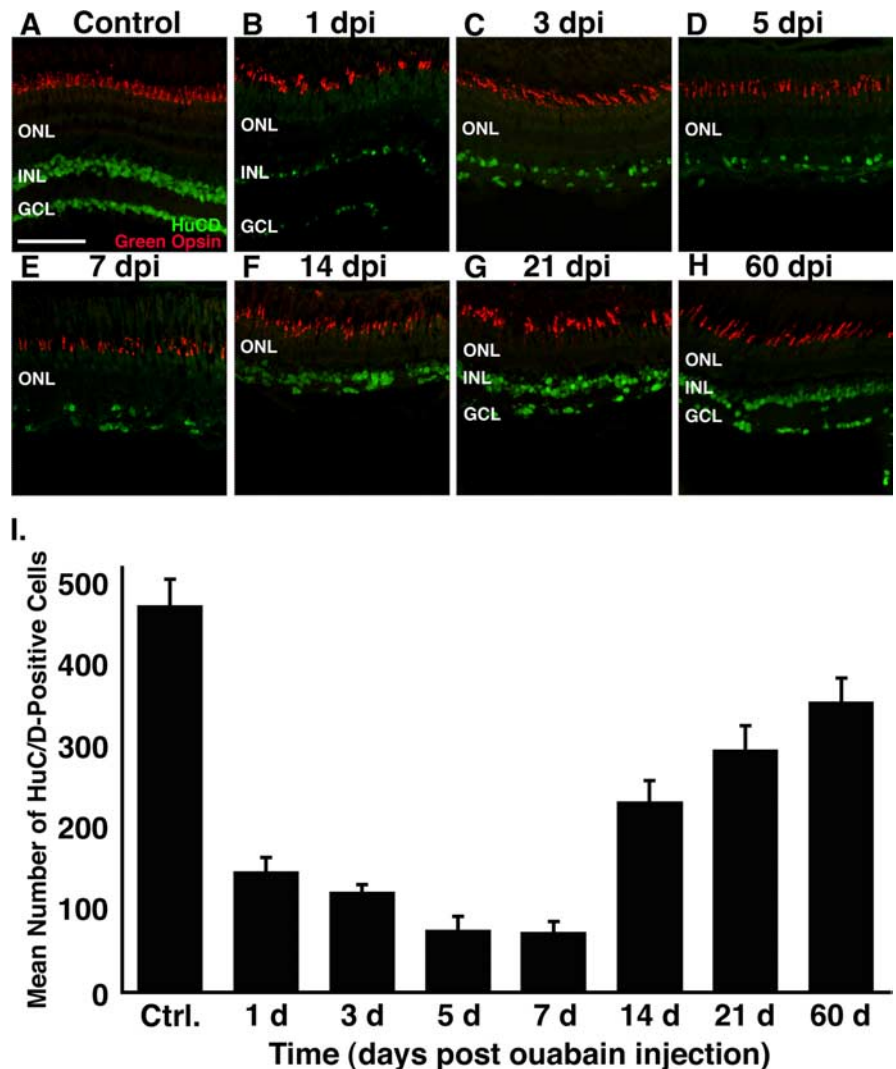 A Control
B 1 dpi
C 3 dpi
D 5 dpi
ONL
INL
GCL
HuCD
Green Opsin
ONL
INL
GCL
ONL
ONL
E 7 dpi
F 14 dpi
G 21 dpi
H 60 dpi
ONL
ONL
ONL
INL
GCL
ONL
INL
GCL
I.
Mean Number of HuC/D-Positive Cells
500
400
300
200
100
0
Ctrl. 1 d 3 d 5 d 7 d 14 d 21 d 60 d
Time (days post ouabain injection)